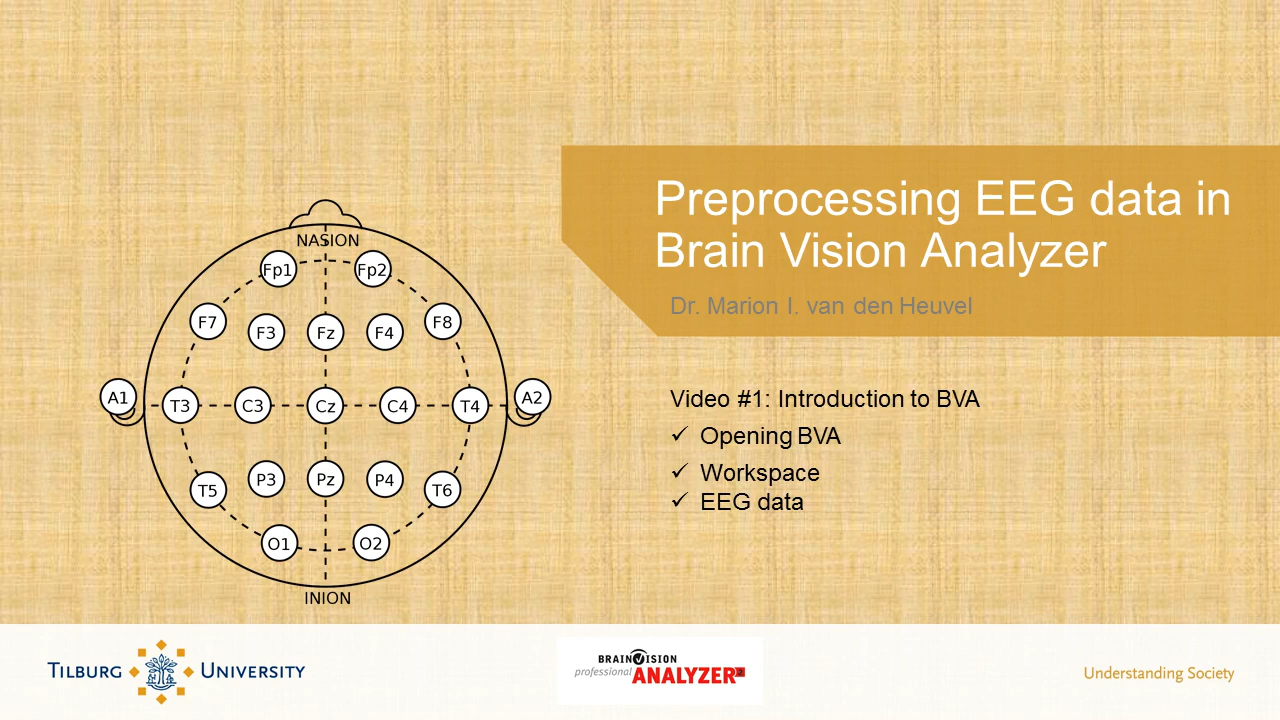 Preprocessing EEG data in
Brain Vision Analyzer
Dr. Marion I. van den Heuvel
NASION
Fp1 Fp2
F7 F3 Fz F4 F8
A1 T3 C3 Cz C4 T4 A2
T5 P3 Pz P4 T6
O1 O2
INION
Video #1: Introduction to BVA
✓ Opening BVA
✓ Workspace
✓ EEG data
TILBURG UNIVERSITY
BRAINVISION
professional ANALYZER 2
Understanding Society